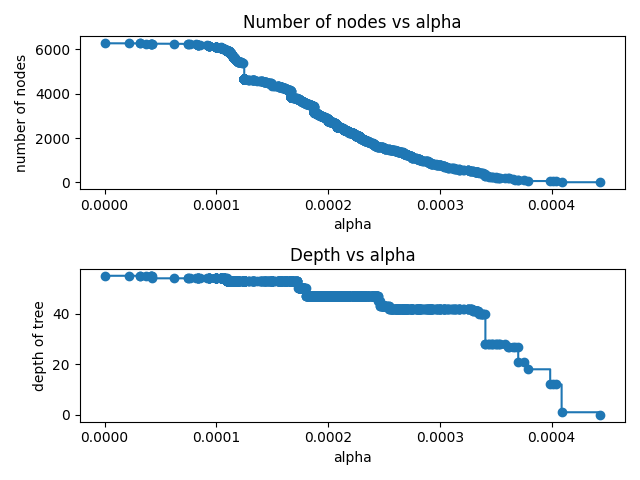 Number of nodes vs alpha
number of nodes
6000
4000
2000
0
0.0000 0.0001 0.0002 0.0003 0.0004
alpha
Depth vs alpha
depth of tree
40
20
0
0.0000 0.0001 0.0002 0.0003 0.0004
alpha